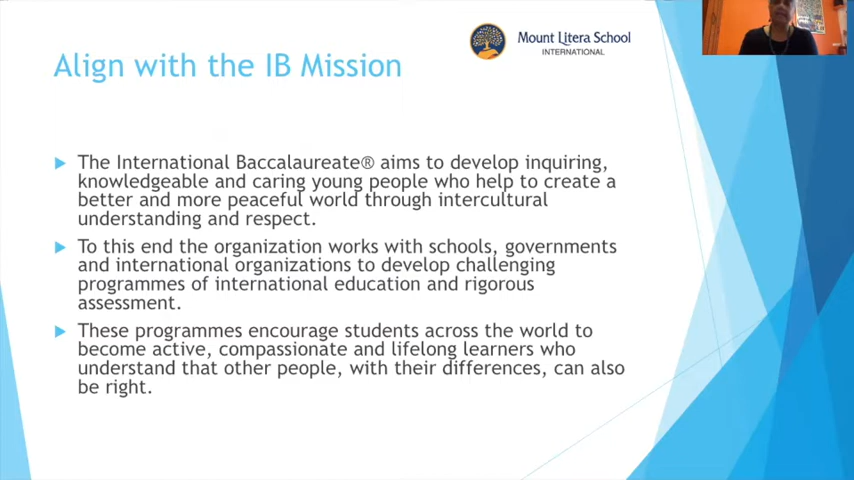 Mount Litera School
INTERNATIONAL
Align with the IB Mission
The International Baccalaureate® aims to develop inquiring,
knowledgeable and caring young people who help to create a
better and more peaceful world through intercultural
understanding and respect.
To this end the organization works with schools, governments
and international organizations to develop challenging
programmes of international education and rigorous
assessment.
These programmes encourage students across the world to
become active, compassionate and lifelong learners who
understand that other people, with their differences, can also
be right.